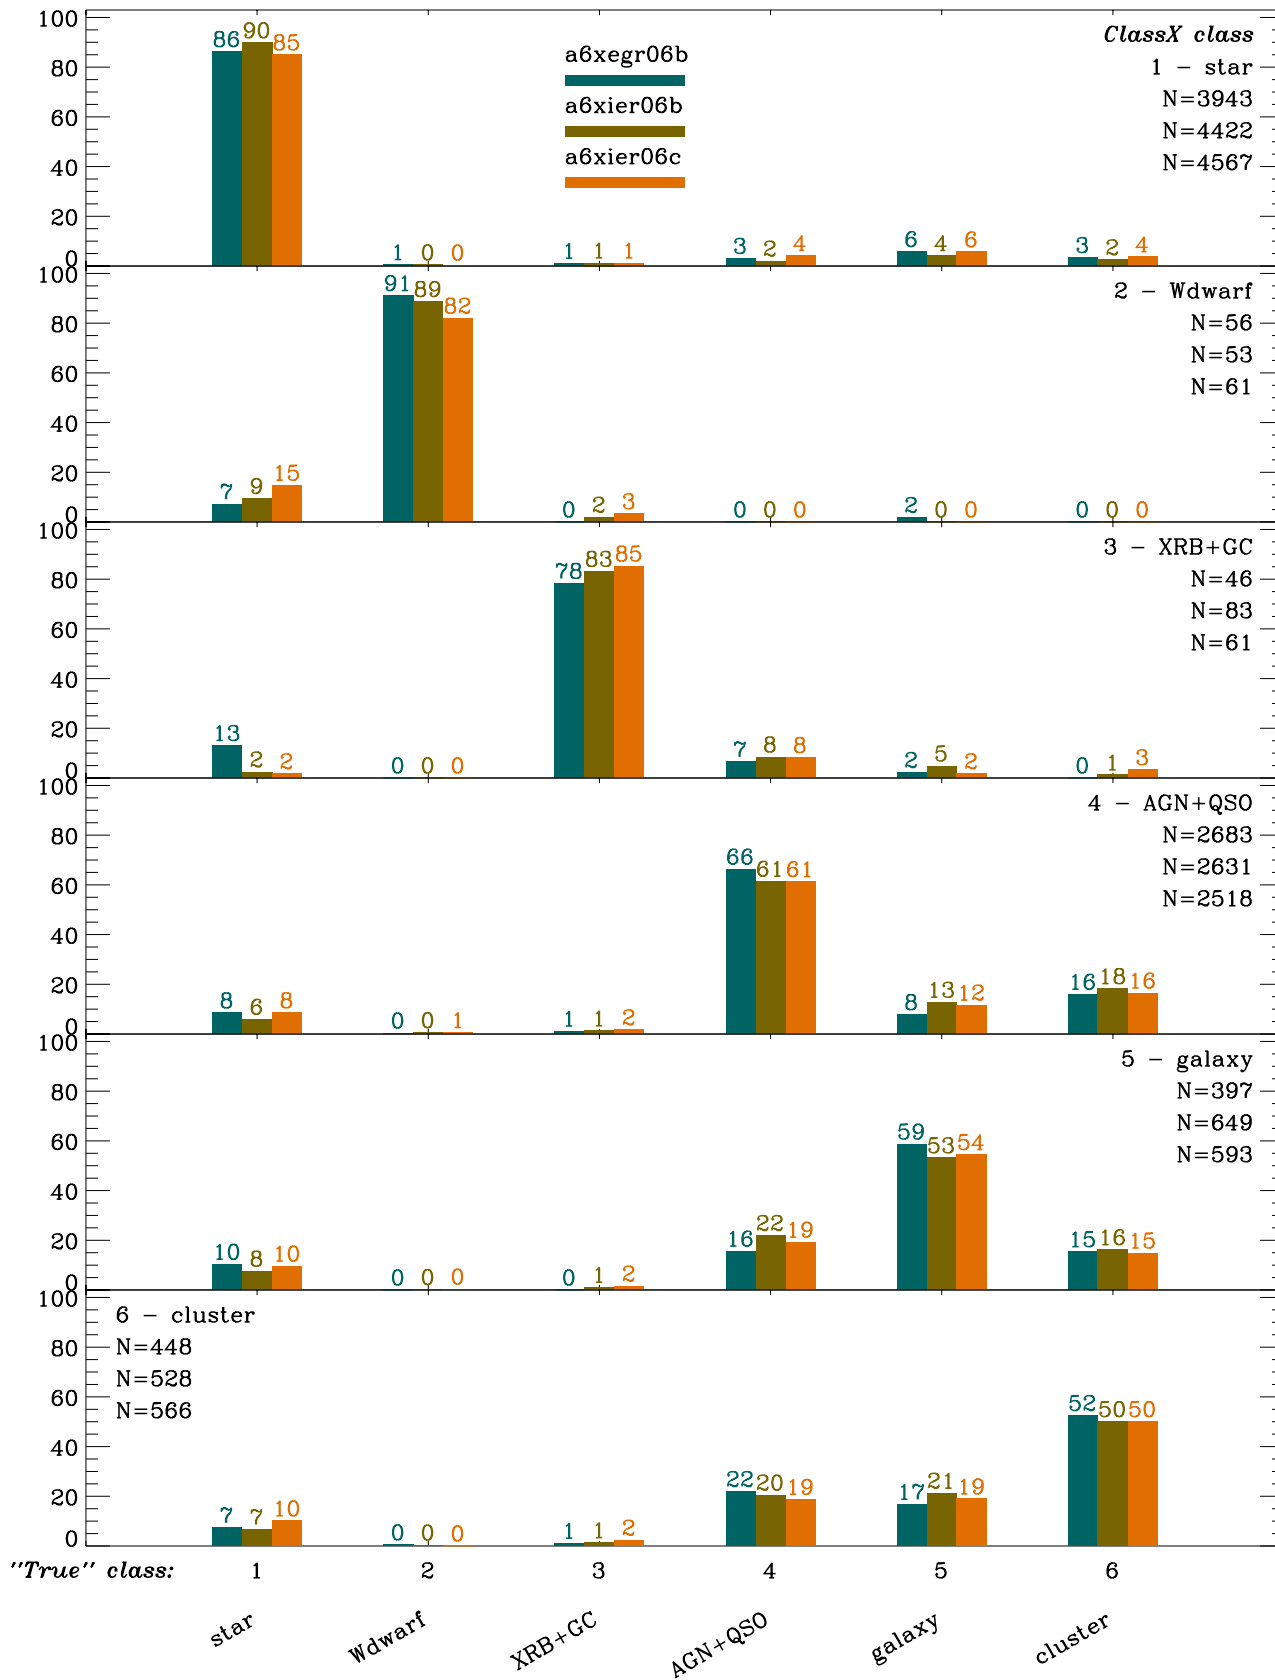 100
80
60
40
20
0
86 90 85
1 0 0
1 1 1
3 2 4
6 4 6
3 2 4
a6xegr06b
a6xier06b
a6xier06c
ClassX class
1 - star
N=3943
N=4422
N=4567
100
80
60
40
20
0
7 9 15
91 89 82
0 2 3
0 0 0
2 0 0
0 0 0
2 - Wdwarf
N=56
N=53
N=61
100
80
60
40
20
0
13 2 2
0 0 0
78 83 85
7 8 8
2 5 2
0 1 3
3 - XRB+GC
N=46
N=83
N=61
100
80
60
40
20
0
8 6 8
0 0 1
1 1 2
66 61 61
8 13 12
16 18 16
4 - AGN+QSO
N=2683
N=2631
N=2518
100
80
60
40
20
0
10 8 10
0 0 0
0 1 2
16 22 19
59 53 54
15 16 15
5 - galaxy
N=397
N=649
N=593
100
80
60
40
20
0
6 - cluster
N=448
N=528
N=566
7 7 10
0 0 0
1 1 2
22 20 19
17 21 19
52 50 50
"True" class: 1 2 3 4 5 6
star Wdwarf XRB+GC AGN+QSO galaxy cluster